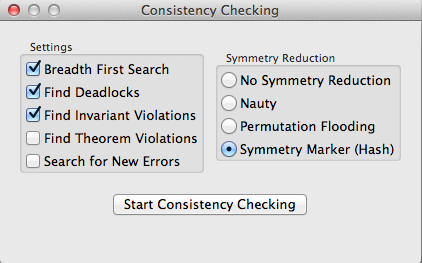 Consistency Checking
Settings
Breadth First Search
Find Deadlocks
Find Invariant Violations
Find Theorem Violations
Search for New Errors
Symmetry Reduction
No Symmetry Reduction
Nauty
Permutation Flooding
Symmetry Marker (Hash)
Start Consistency Checking